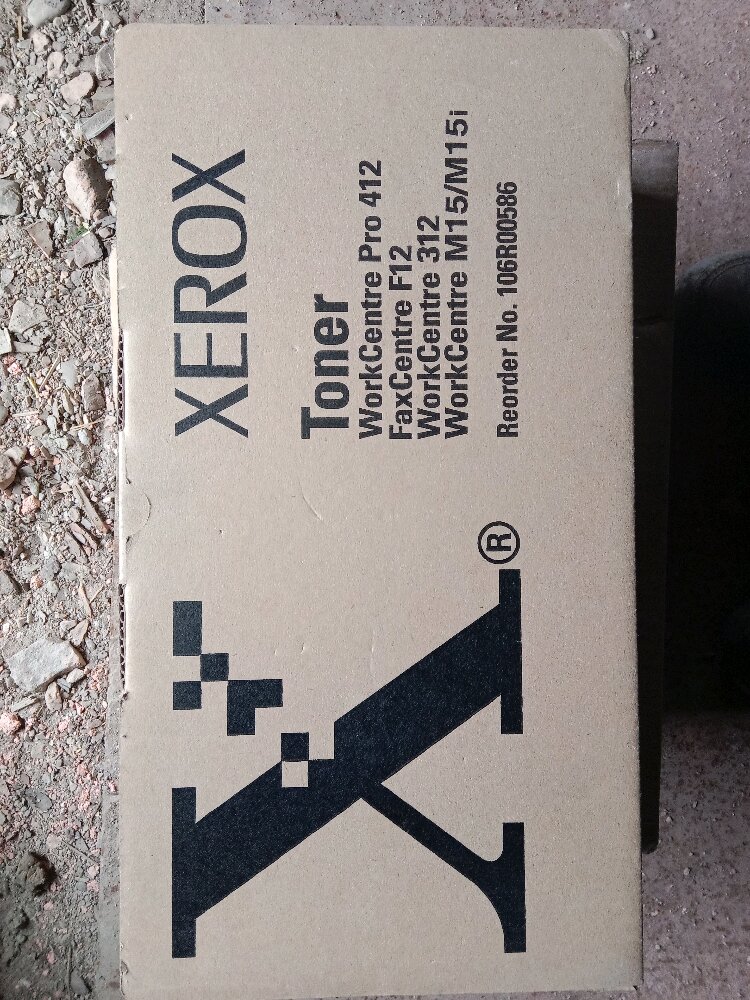 XEROX
Toner
WorkCentre Pro 412
FaxCentre F12
WorkCentre 312
WorkCentre M15/M15i
Reorder No. 106R00586
X®